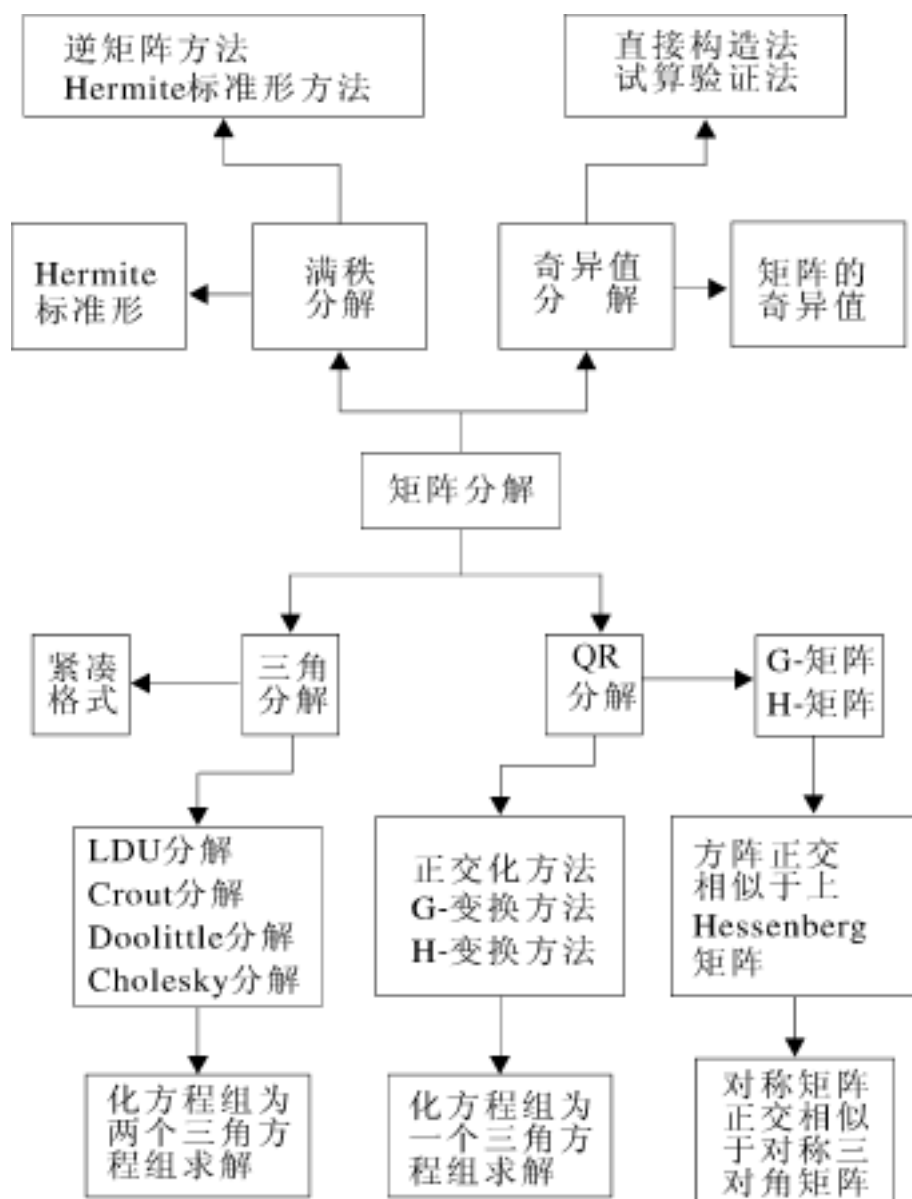 逆矩阵方法
Hermite标准形方法
直接构造法
试算验证法
Hermite
标准形
满秩
分解
奇异值
分 解
矩阵的
奇异值
矩阵分解
紧凑
格式
三角
分解
QR
分解
G-矩阵
H-矩阵
LDU分解
Crout分解
Doolittle分解
Cholesky分解
正交化方法
G-变换方法
H-变换方法
方阵正交
相似于上
Hessenberg
矩阵
化方程组为
两个三角方
程组求解
化方程组为
一个三角方
程组求解
对称矩阵
正交相似
于对称三
对角矩阵